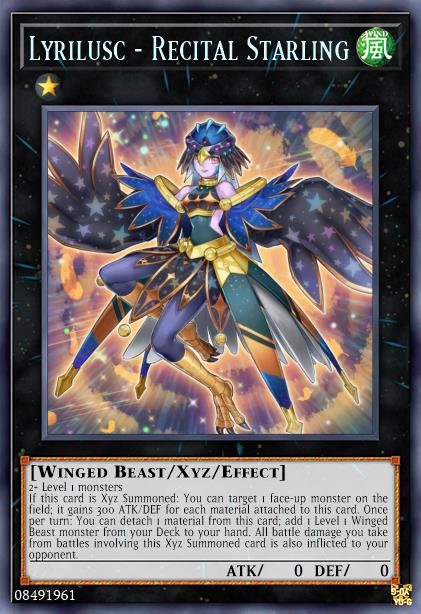 LYRILUSC - RECITAL STARLING
WIND
風
[WINGED BEAST/XYZ/EFFECT]
2+ Level 1 monsters
If this card is Xyz Summoned: You can target 1 face-up monster on the
field; it gains 300 ATK/DEF for each material attached to this card. Once
per turn: You can detach 1 material from this card; add 1 Level 1 Winged
Beast monster from your Deck to your hand. All battle damage you take
from battles involving this Xyz Summoned card is also inflicted to your
opponent.
ATK/ 0 DEF/ 0
08491961